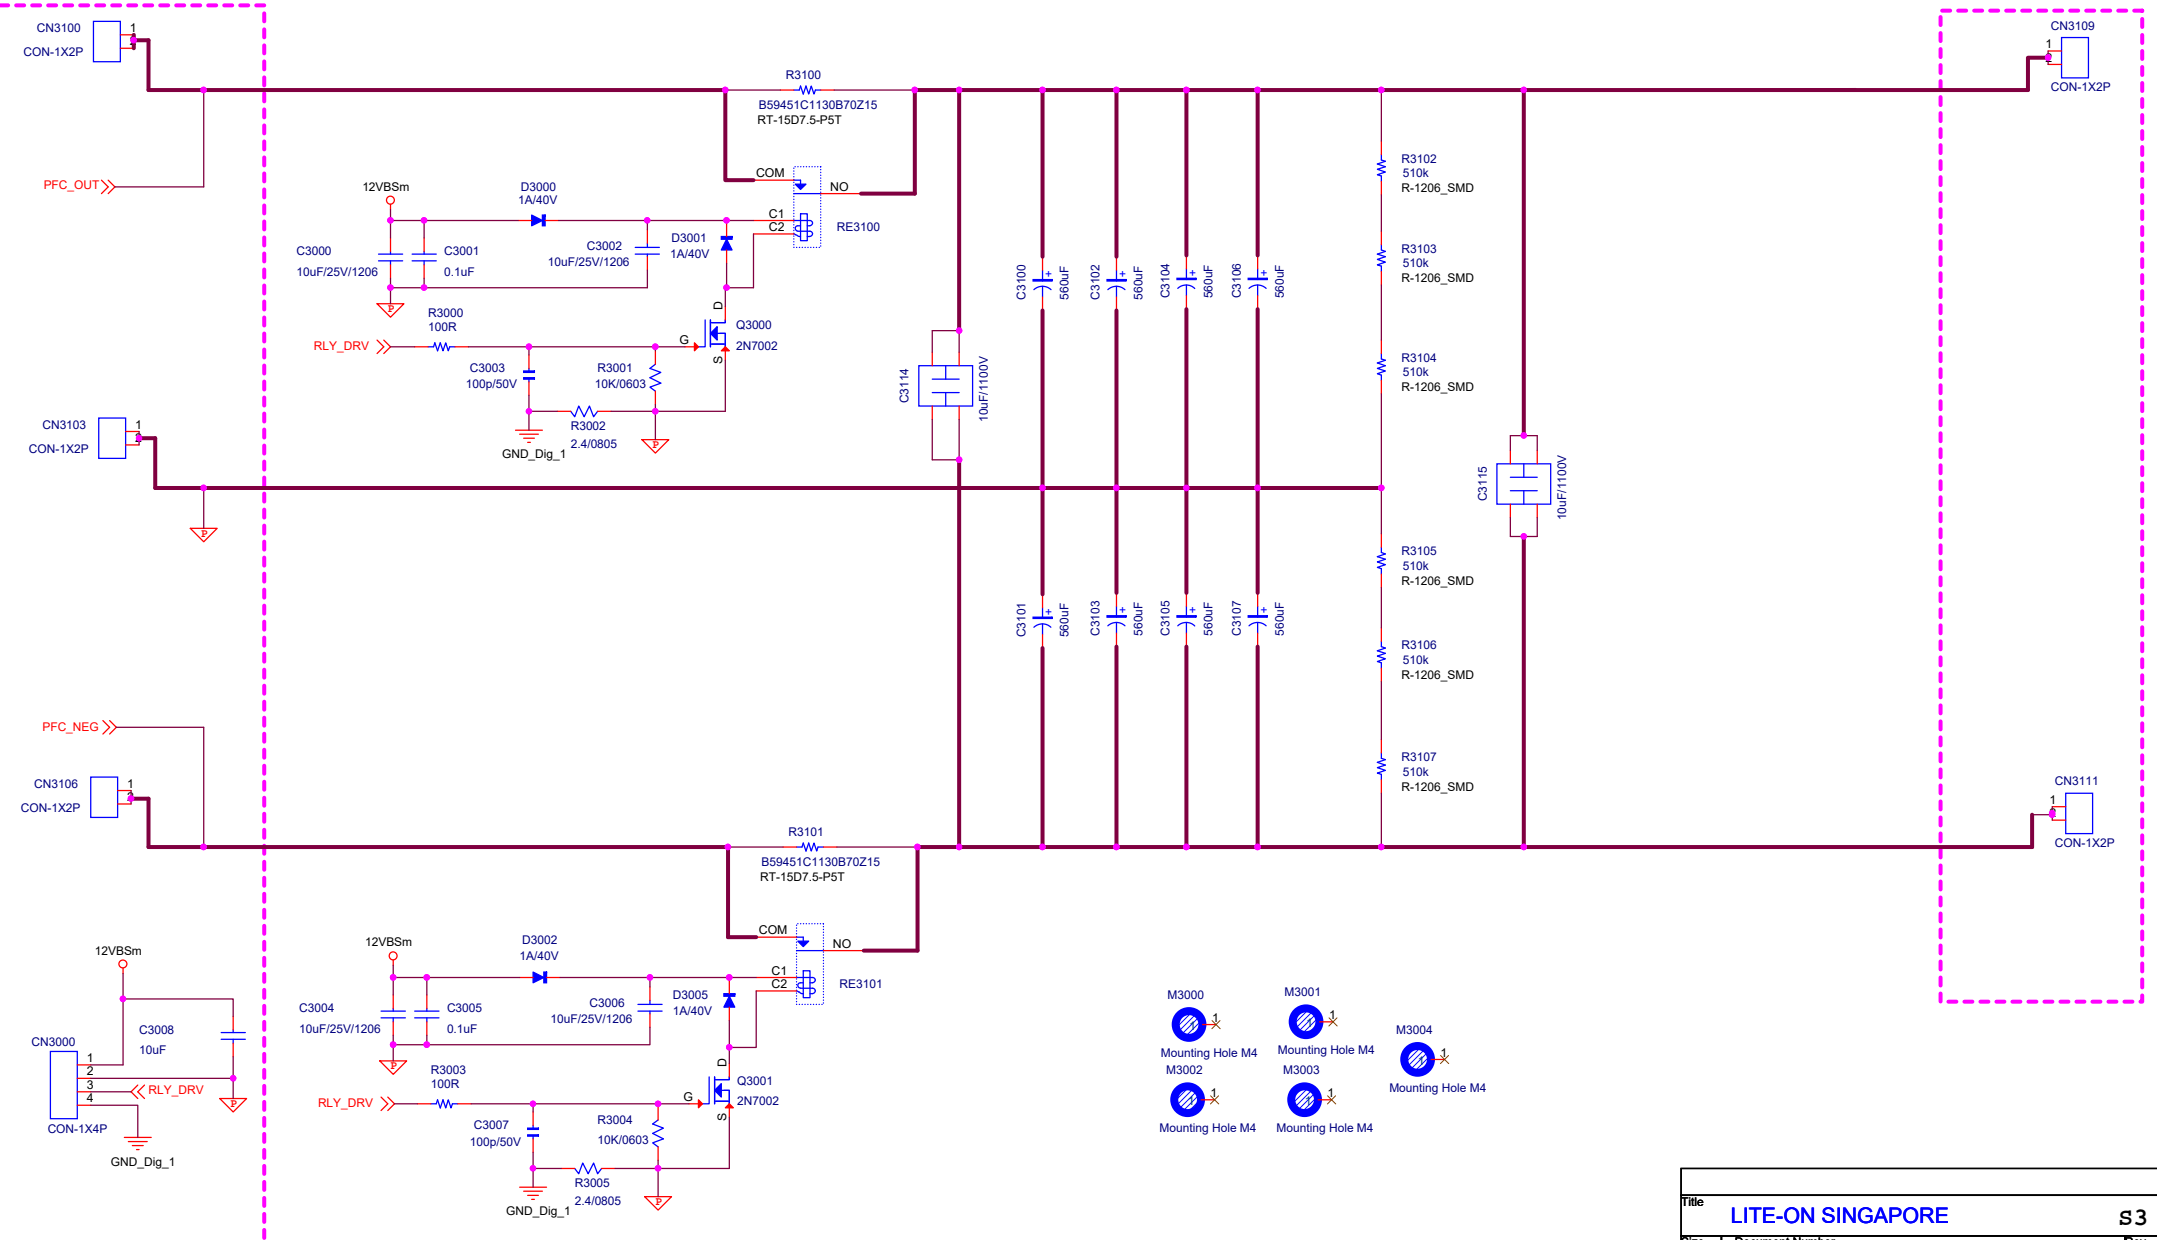 CN3100
1
CON-1X2P
CN3109
1
CON-1X2P
R3100
B59451C1130B70Z15
RT-15D7.5-P5T
PFC_OUT
12VBSm
D3000
1A/40V
COM
NO
C1
C2
RE3100
C3000
10uF/25V/1206
C3001
0.1uF
C3002
10uF/25V/1206
D3001
1A/40V
P
R3000
100R
RLY_DRV
D
G
S
Q3000
2N7002
C3003
100p/50V
R3001
10K/0603
R3002
2.4/0805
GND_Dig_1
P
C3100
560uF
C3102
560uF
C3104
560uF
C3106
560uF
R3102
510k
R-1206_SMD
R3103
510k
R-1206_SMD
R3104
510k
R-1206_SMD
C3114
10uF/1100V
C3115
10uF/1100V
CN3103
1
CON-1X2P
P
R3105
510k
R-1206_SMD
R3106
510k
R-1206_SMD
R3107
510k
R-1206_SMD
C3101
560uF
C3103
560uF
C3105
560uF
C3107
560uF
PFC_NEG
CN3106
1
CON-1X2P
CN3111
1
CON-1X2P
R3101
B59451C1130B70Z15
RT-15D7.5-P5T
12VBSm
D3002
1A/40V
COM
NO
C1
C2
RE3101
C3004
10uF/25V/1206
C3005
0.1uF
C3006
10uF/25V/1206
D3005
1A/40V
P
R3003
100R
RLY_DRV
D
G
S
Q3001
2N7002
C3007
100p/50V
R3004
10K/0603
R3005
2.4/0805
GND_Dig_1
P
12VBSm
C3008
10uF
CN3000
1
2
3
4
RLY_DRV
P
CON-1X4P
GND_Dig_1
M3000
1
Mounting Hole M4
M3001
1
Mounting Hole M4
M3002
1
Mounting Hole M4
M3003
1
Mounting Hole M4
M3004
1
Mounting Hole M4
Title
LITE-ON SINGAPORE
S3